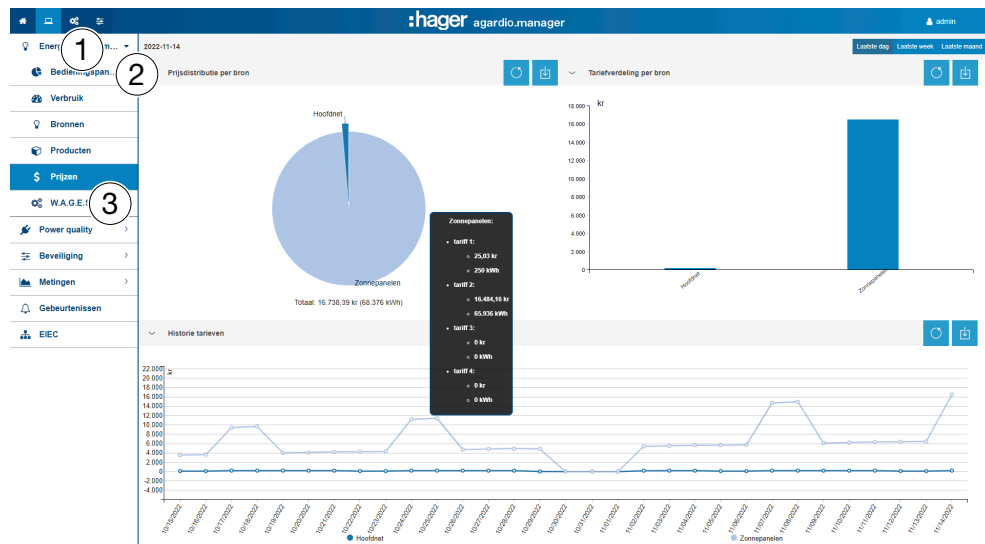 :hager agardio.manager
admin
1
Energ
m...
2
Bedieningspan...
Verbruik
Bronnen
Producten
$ Prijzen
W.A.G.E.S
3
Power quality
Beveiliging
Metingen
Gebeurtenissen
EIEC
2022-11-14
Laatste dag Laatste week Laatste maand
Prijsdistributie per bron
Hoofdnet
Zonnepanelen
Totaal: 16.738,39 kr (68.376 kWh)
Zonnepanelen:
• tariff 1:
○ 25,03 kr
○ 250 kWh
• tariff 2:
○ 16.484,16 kr
○ 65.936 kWh
• tariff 3:
○ 0 kr
○ 0 kWh
• tariff 4:
○ 0 kr
○ 0 kWh
Tariefverdeling per bron
kr
18.000
16.000
14.000
12.000
10.000
8.000
6.000
4.000
2.000
0
Hoofdnet
Zonnepanelen
Historie tarieven
kr
22.000
20.000
18.000
16.000
14.000
12.000
10.000
8.000
6.000
4.000
2.000
0
-2.000
-4.000
10/15/2022
10/16/2022
10/17/2022
10/18/2022
10/19/2022
10/20/2022
10/21/2022
10/22/2022
10/23/2022
10/24/2022
10/25/2022
10/26/2022
10/27/2022
10/28/2022
10/29/2022
10/30/2022
10/31/2022
11/01/2022
11/02/2022
11/03/2022
11/04/2022
11/05/2022
11/06/2022
11/07/2022
11/08/2022
11/09/2022
11/10/2022
11/11/2022
11/12/2022
11/13/2022
11/14/2022
Hoofdnet
Zonnepanelen